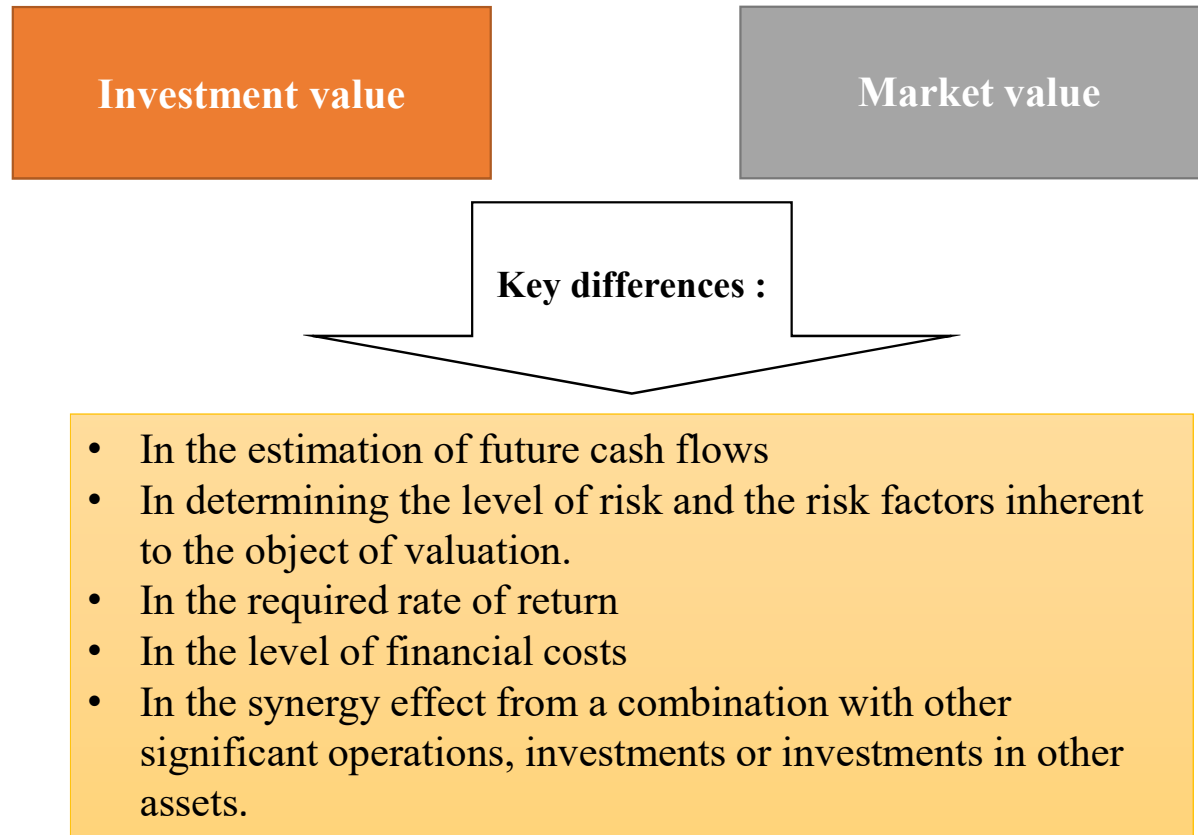 Investment value
Market value
Key differences :
• In the estimation of future cash flows
• In determining the level of risk and the risk factors inherent
to the object of valuation.
• In the required rate of return
• In the level of financial costs
• In the synergy effect from a combination with other
significant operations, investments or investments in other
assets.